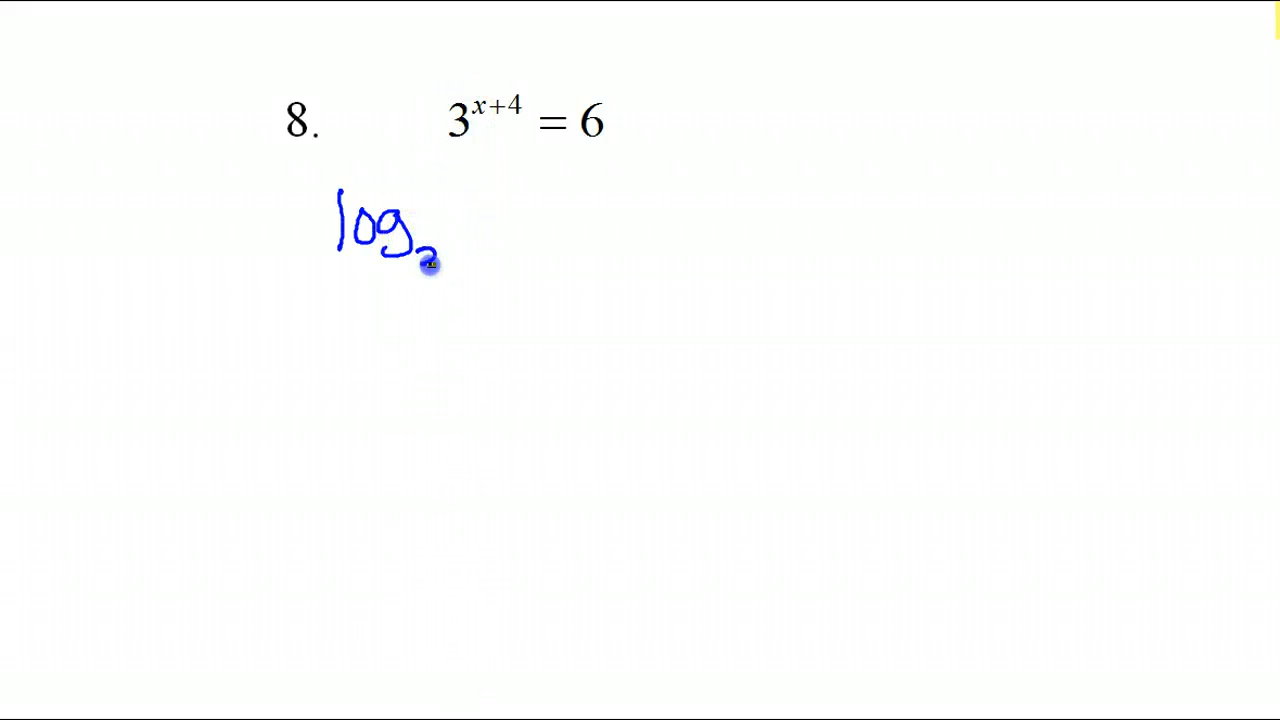 8. 3^{x+4} = 6
log